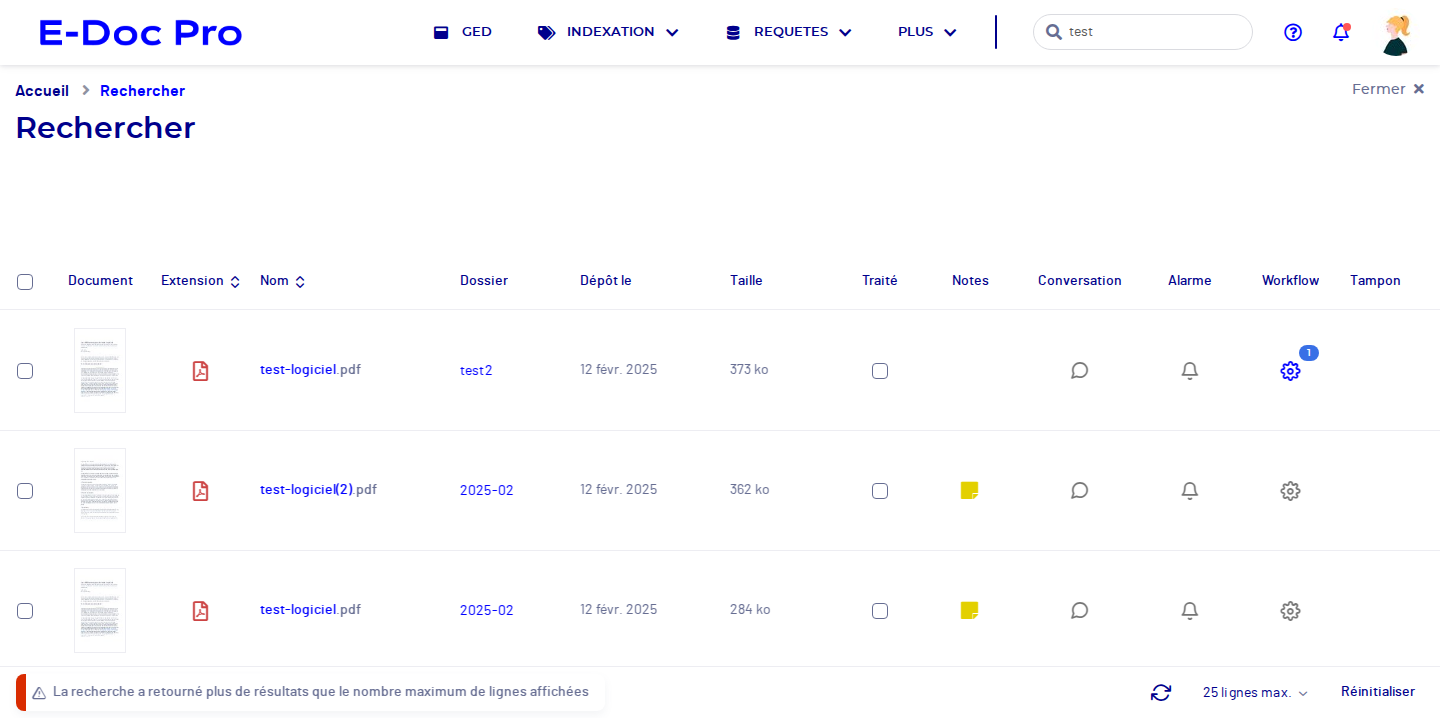 E-Doc Pro GED INDEXATION REQUETES PLUS test
Accueil Rechercher Fermer
Rechercher
Document Extension Nom Dossier Dépôt le Taille Traité Notes Conversation Alarme Workflow Tampon
1
test-logiciel.pdf test2 12 févr. 2025 373 ko
test-logiciel(2).pdf 2025-02 12 févr. 2025 362 ko
test-logiciel.pdf 2025-02 12 févr. 2025 284 ko
La recherche a retourné plus de résultats que le nombre maximum de lignes affichées 25 lignes max. Réinitialiser